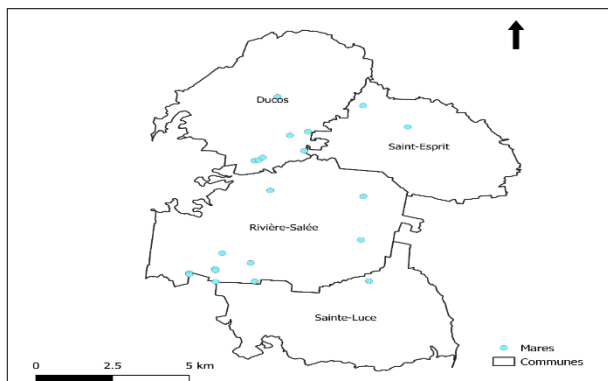 Ducos
Saint-Esprit
Rivière-Salée
Sainte-Luce
Mares
Communes
0 2.5 5 km